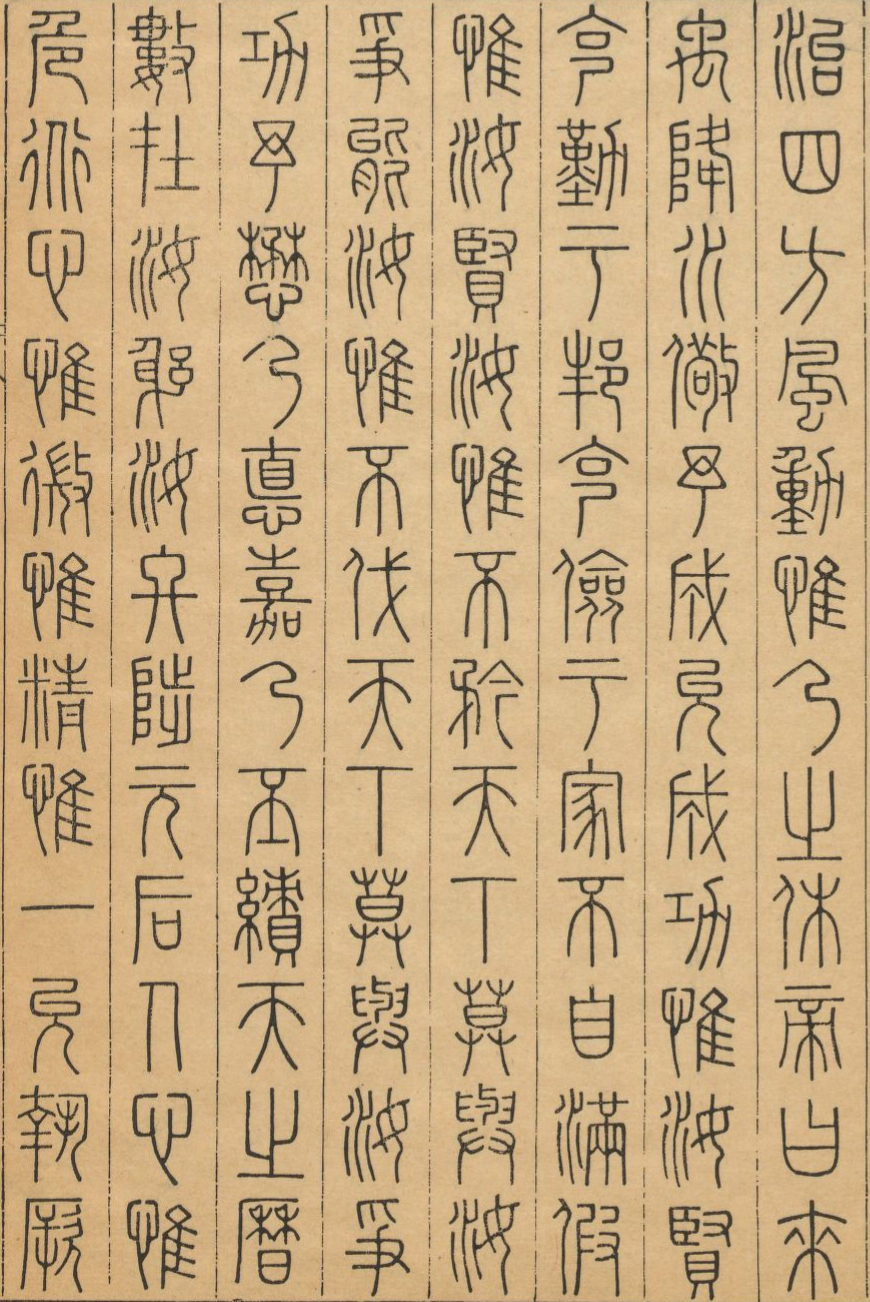 治四方風動惟乃之休帝曰來
禹降水儆予成允成功惟汝賢
克勤于邦克儉于家不自滿假
惟汝賢汝惟不矜天下莫與汝
爭能汝惟不伐天下莫與汝爭
功予懋乃悳嘉乃丕績天之曆
數在汝躬汝終陟元后人心惟
危道心惟微惟精惟一允執厥